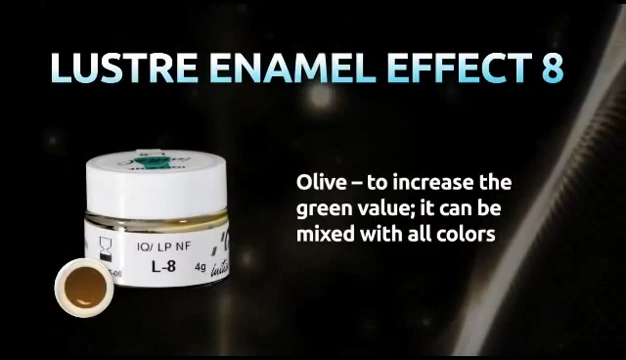 LUSTRE ENAMEL EFFECT 8
Olive – to increase the
green value; it can be
mixed with all colors
IQ/ LP NF
L-8
4g